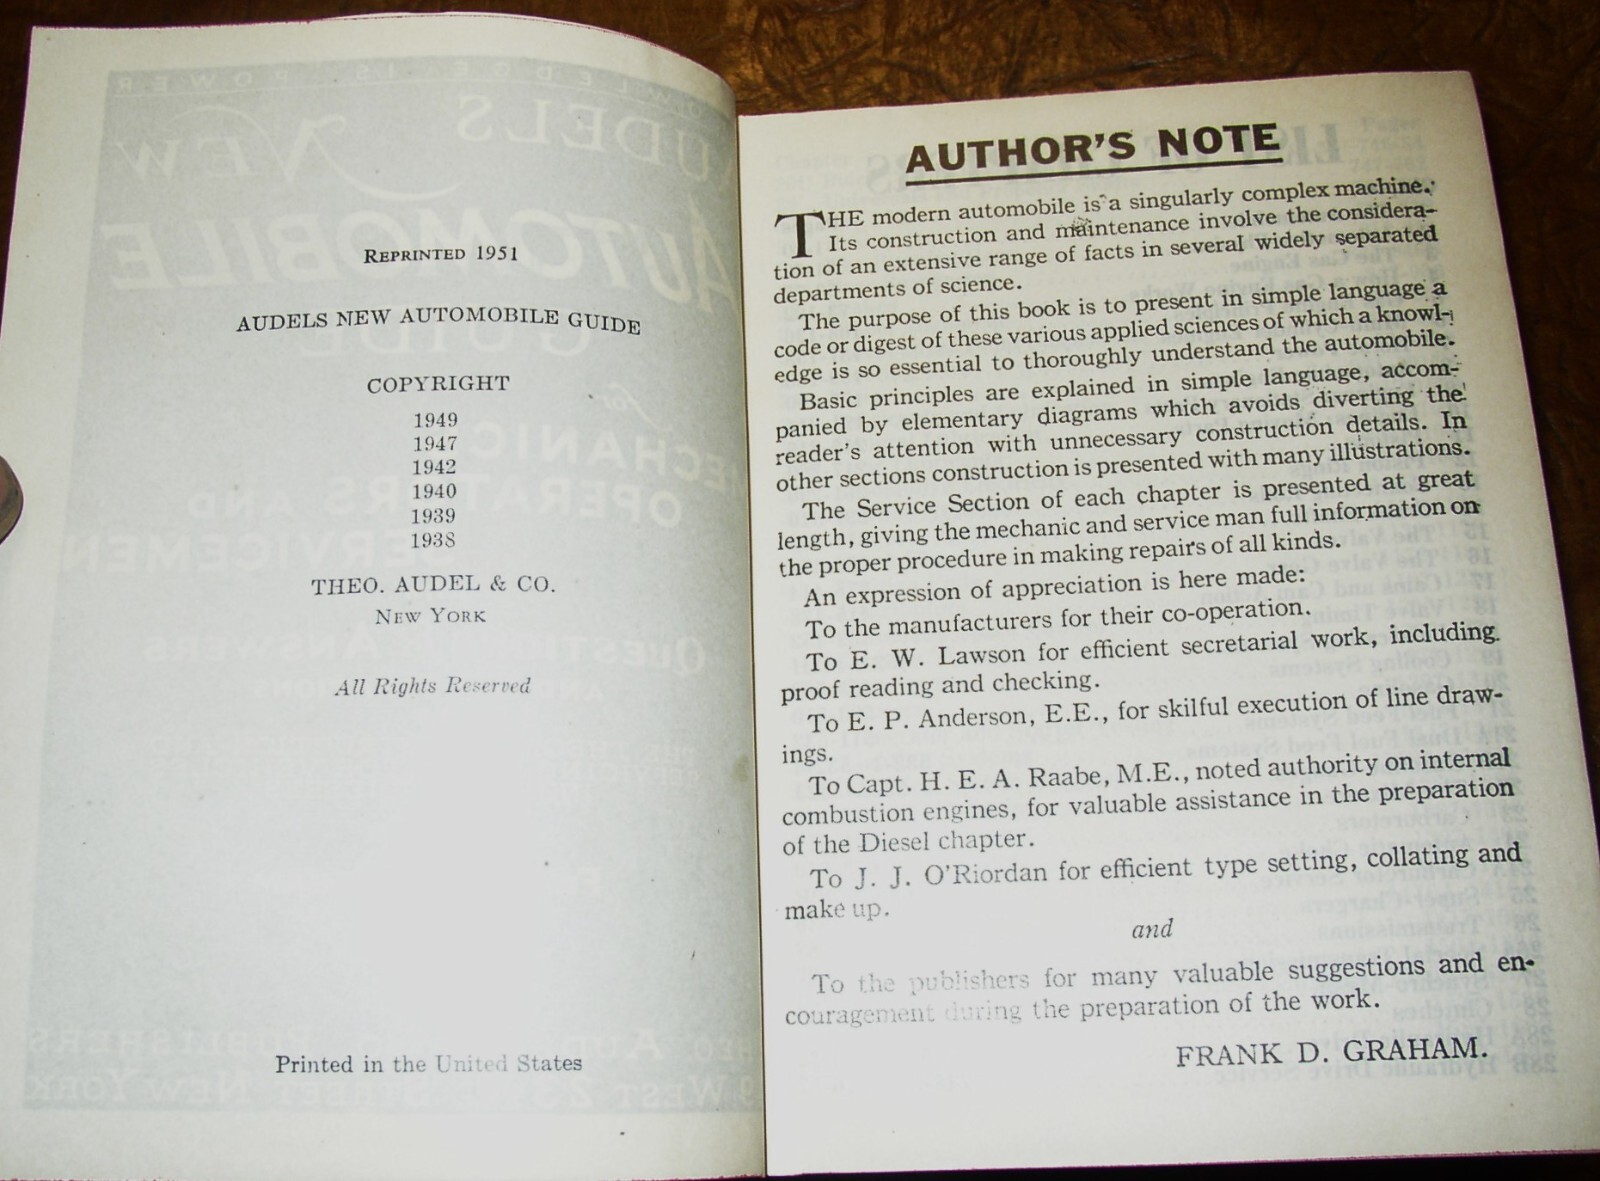 REPRINTED 1951
AUDELS NEW AUTOMOBILE GUIDE
COPYRIGHT
1949
1947
1942
1940
1939
1938
THEO. AUDEL & CO.
NEW YORK
All Rights Reserved
Printed in the United States
AUTHOR'S NOTE
THE modern automobile is a singularly complex machine.
Its construction and maintenance involve the considera-
tion of an extensive range of facts in several widely separated
departments of science.
The purpose of this book is to present in simple language a
code or digest of these various applied sciences of which a knowl-
edge is so essential to thoroughly understand the automobile.
Basic principles are explained in simple language, accom-
panied by elementary diagrams which avoids diverting the
reader's attention with unnecessary construction details. In
other sections construction is presented with many illustrations.
The Service Section of each chapter is presented at great
length, giving the mechanic and service man full information on
the proper procedure in making repairs of all kinds.
An expression of appreciation is here made:
To the manufacturers for their co-operation.
To E. W. Lawson for efficient secretarial work, including
proof reading and checking.
To E. P. Anderson, E.E., for skilful execution of line draw-
ings.
To Capt. H. E. A. Raabe, M.E., noted authority on internal
combustion engines, for valuable assistance in the preparation
of the Diesel chapter.
To J. J. O'Riordan for efficient type setting, collating and
make up.
and
To the publishers for many valuable suggestions and en-
couragement during the preparation of the work.
FRANK D. GRAHAM.